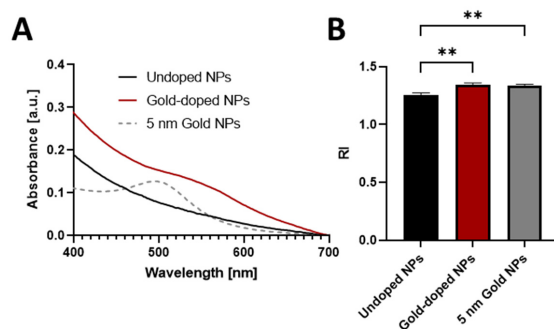 A
Absorbance [a.u.]
0.4
0.3
0.2
0.1
0.0
400
500
600
700
Wavelength [nm]
Undoped NPs
Gold-doped NPs
5 nm Gold NPs
B
**
**
RI
1.5
1.0
0.5
0.0
Undoped NPs
Gold-doped NPs
5 nm Gold NPs